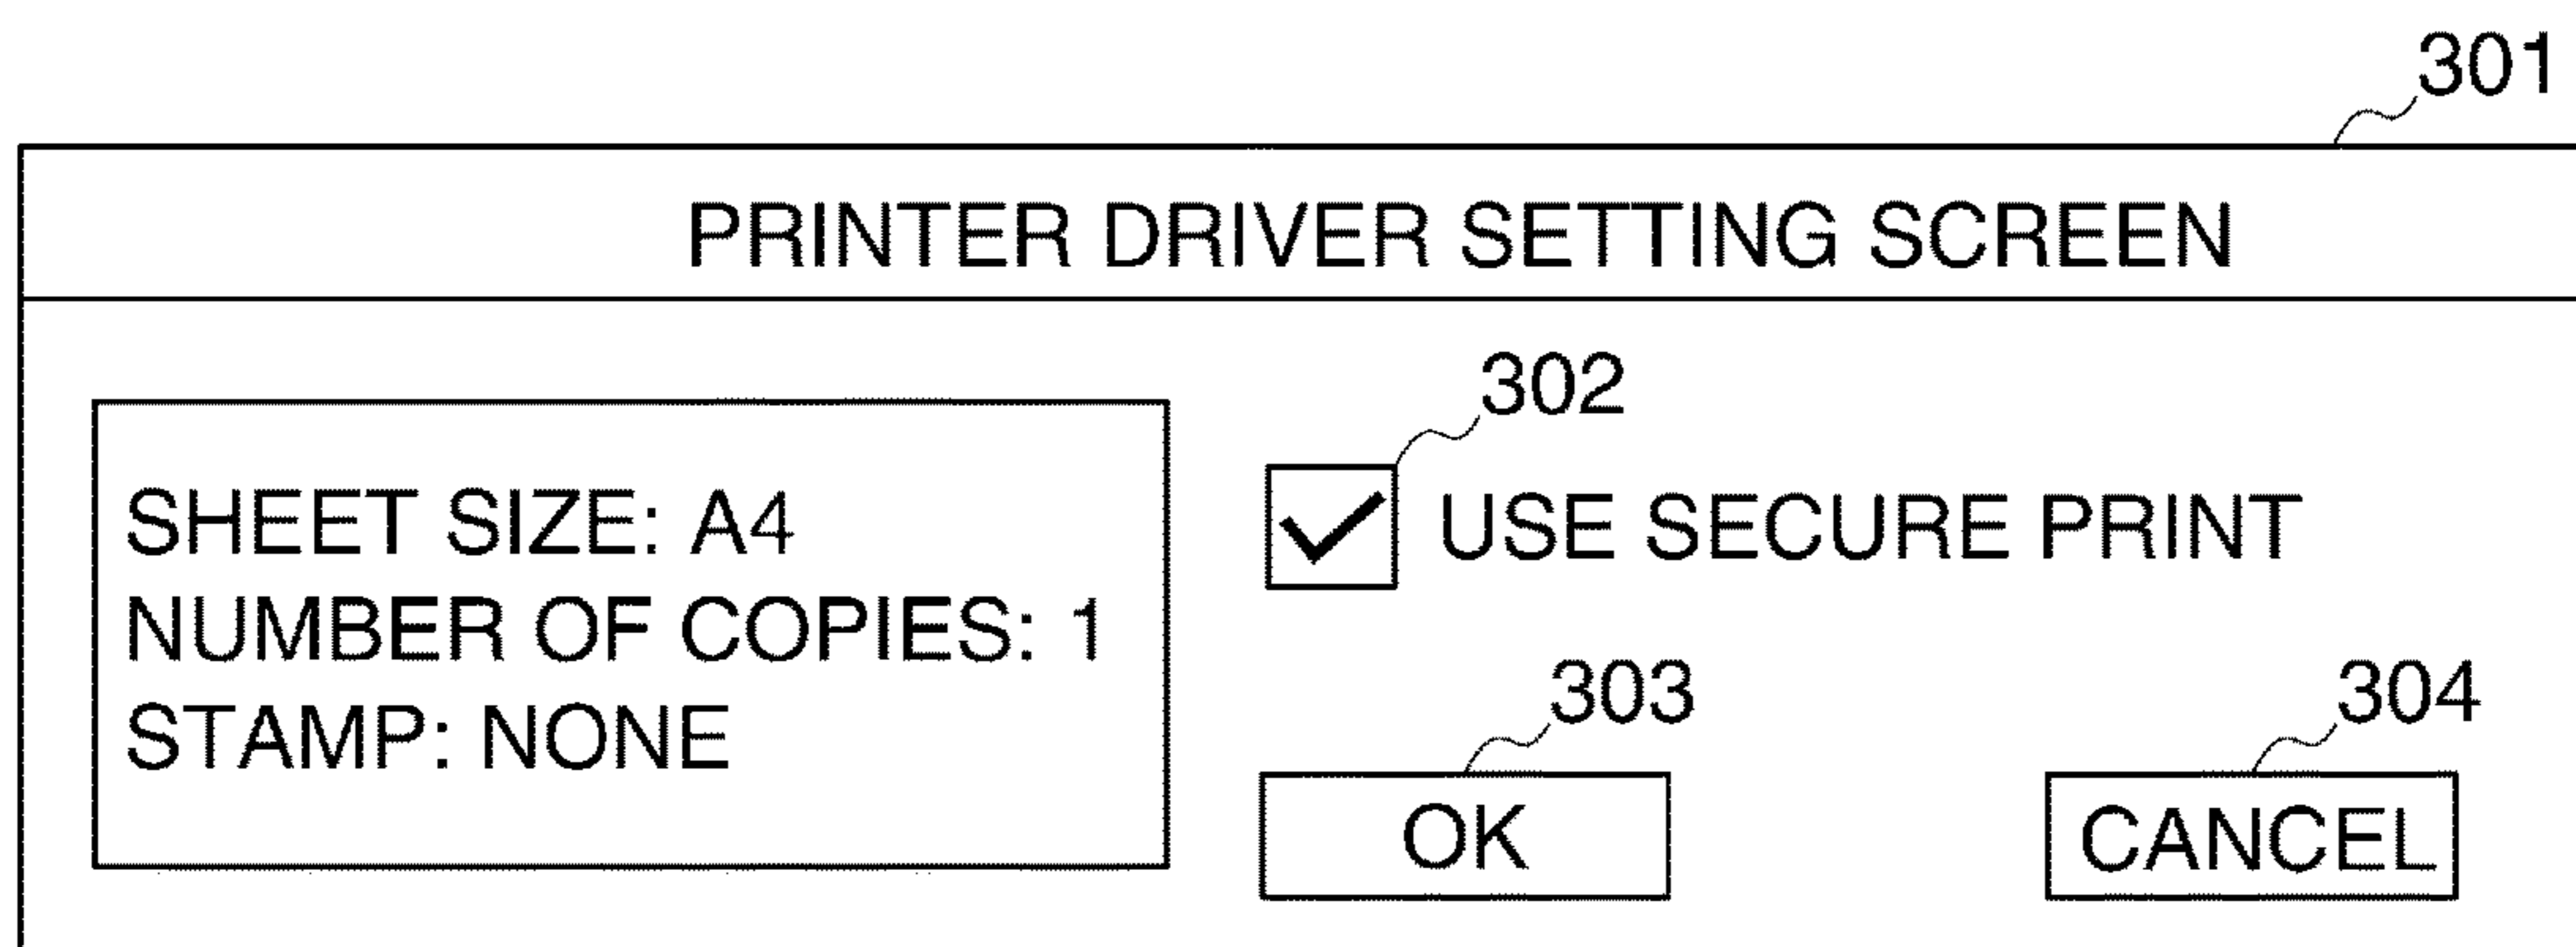 301
PRINTER DRIVER SETTING SCREEN
302
USE SECURE PRINT
SHEET SIZE: A4
NUMBER OF COPIES: 1
STAMP: NONE
303
OK
304
CANCEL